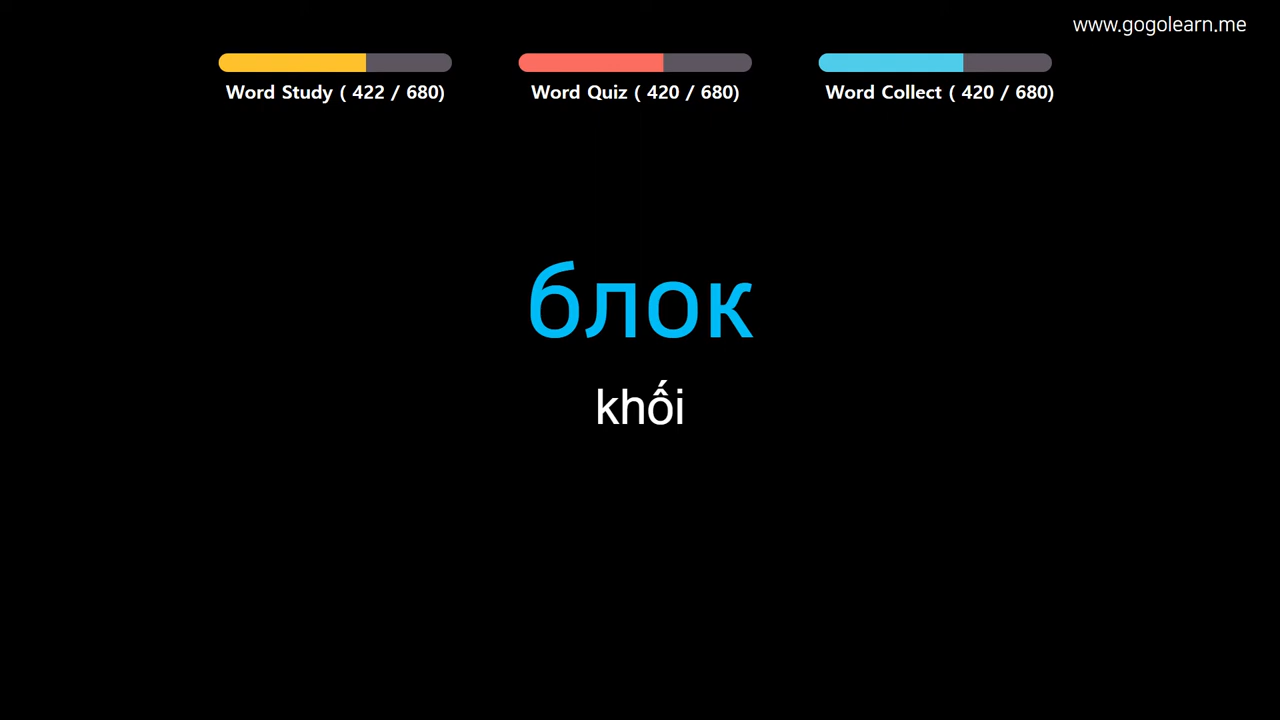 www.gogolearn.me
Word Study ( 422 / 680)
Word Quiz ( 420 / 680)
Word Collect ( 420 / 680)
блок
khối